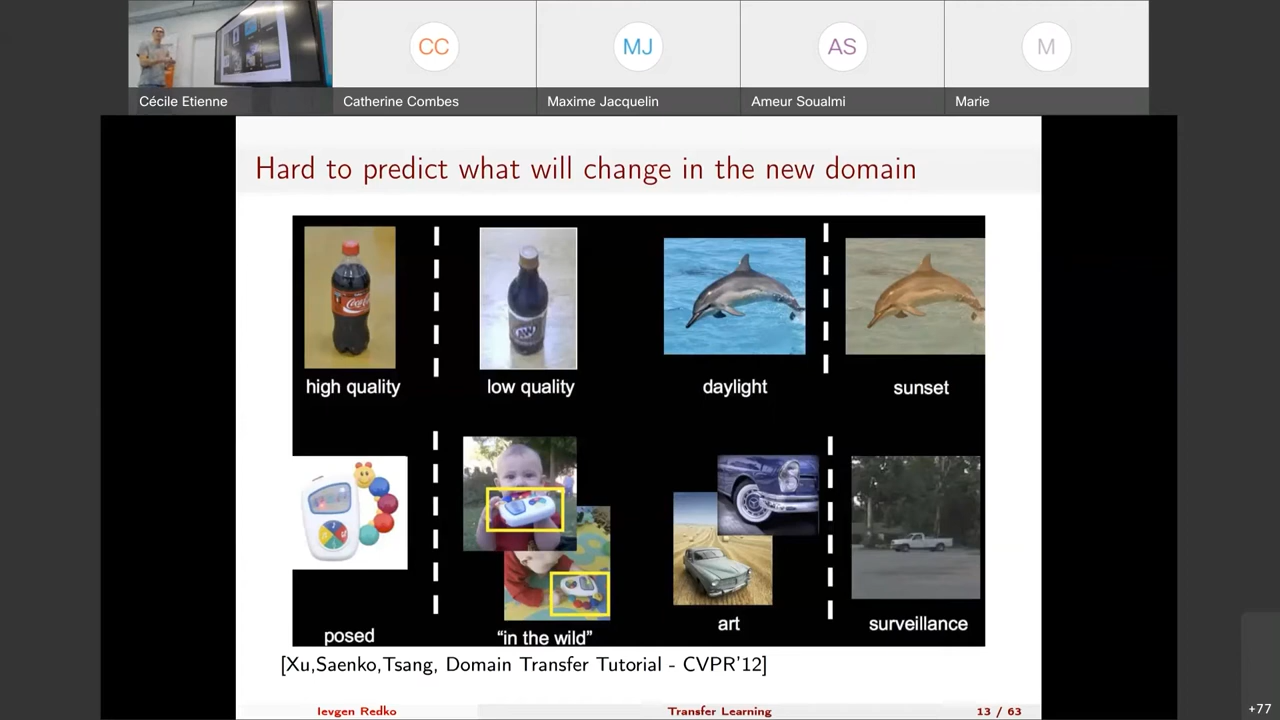 CC
MJ
AS
M
Cécile Etienne
Catherine Combes
Maxime Jacquelin
Ameur Soualmi
Marie
Hard to predict what will change in the new domain
Coca-Cola
A&W
high quality
low quality
daylight
sunset
posed
"in the wild"
art
surveillance
[Xu,Saenko,Tsang, Domain Transfer Tutorial - CVPR'12]
Ievgen Redko
Transfer Learning
13 / 63
+77